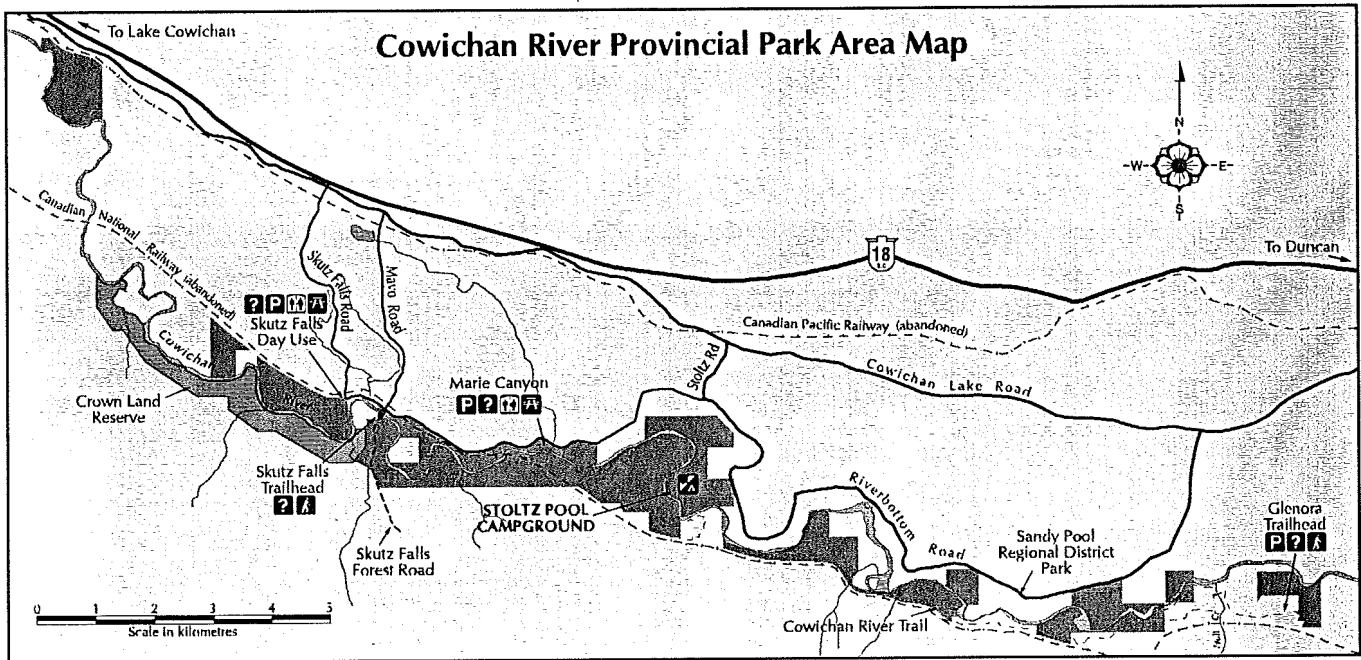 To Lake Cowichan
Cowichan River Provincial Park Area Map
N
W
E
S
18
To Duncan
Canadian National Railway (abandoned)
Skutz Falls Road
Mayo Road
Skutz Falls
Day Use
? P
Canadian Pacific Railway (abandoned)
Stoltz Rd
Cowichan Lake Road
Cowichan
River
Crown Land
Reserve
Marie Canyon
P ?
Skutz Falls
Trailhead
?
STOLTZ POOL
CAMPGROUND
Skutz Falls
Forest Road
Riverbottom
Road
Sandy Pool
Regional District
Park
Glenora
Trailhead
P ?
Cowichan River Trail
0 1 2 3 4 5
Scale in kilometres